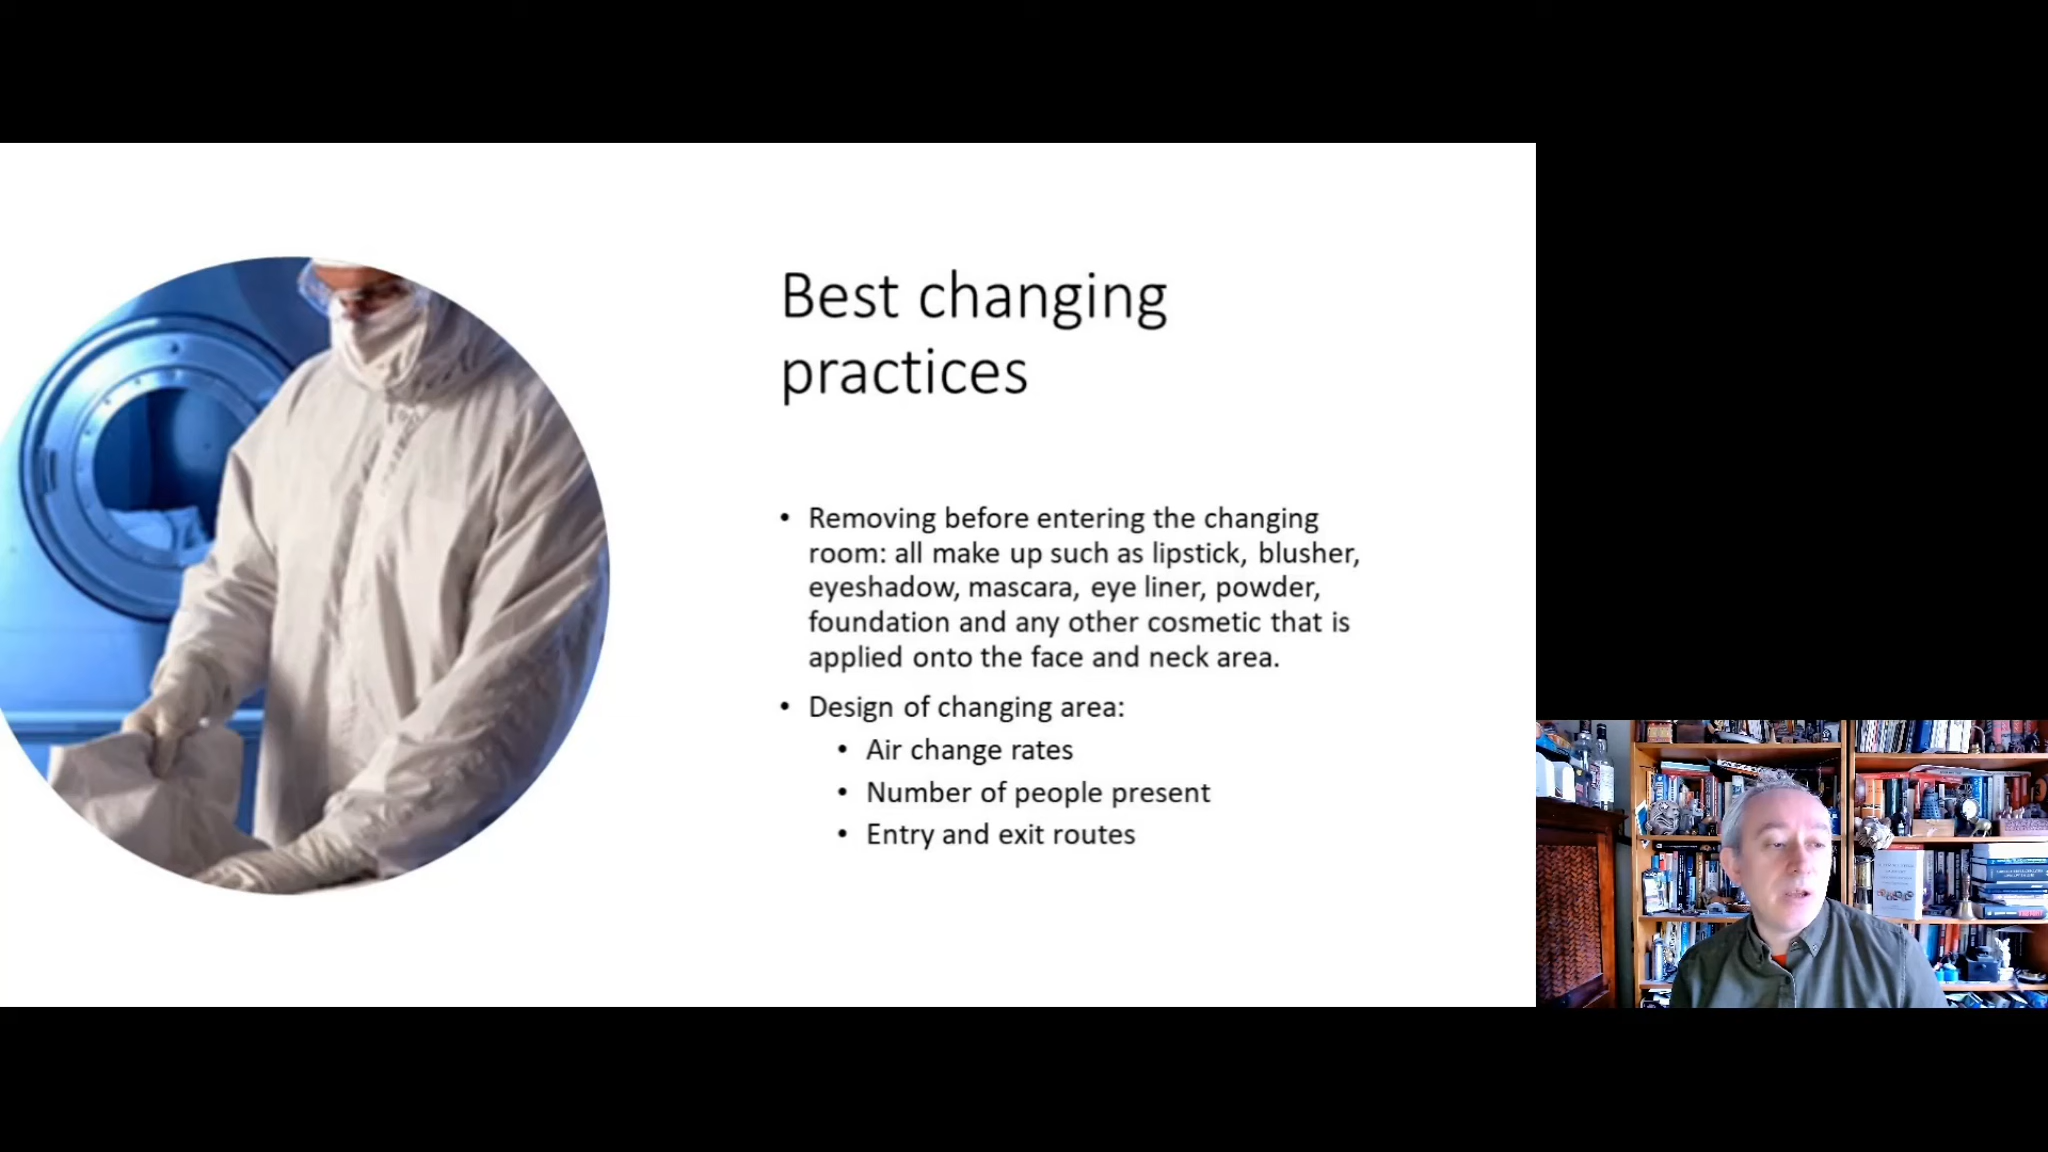 Best changing
practices
• Removing before entering the changing
room: all make up such as lipstick, blusher,
eyeshadow, mascara, eye liner, powder,
foundation and any other cosmetic that is
applied onto the face and neck area.
• Design of changing area:
• Air change rates
• Number of people present
• Entry and exit routes